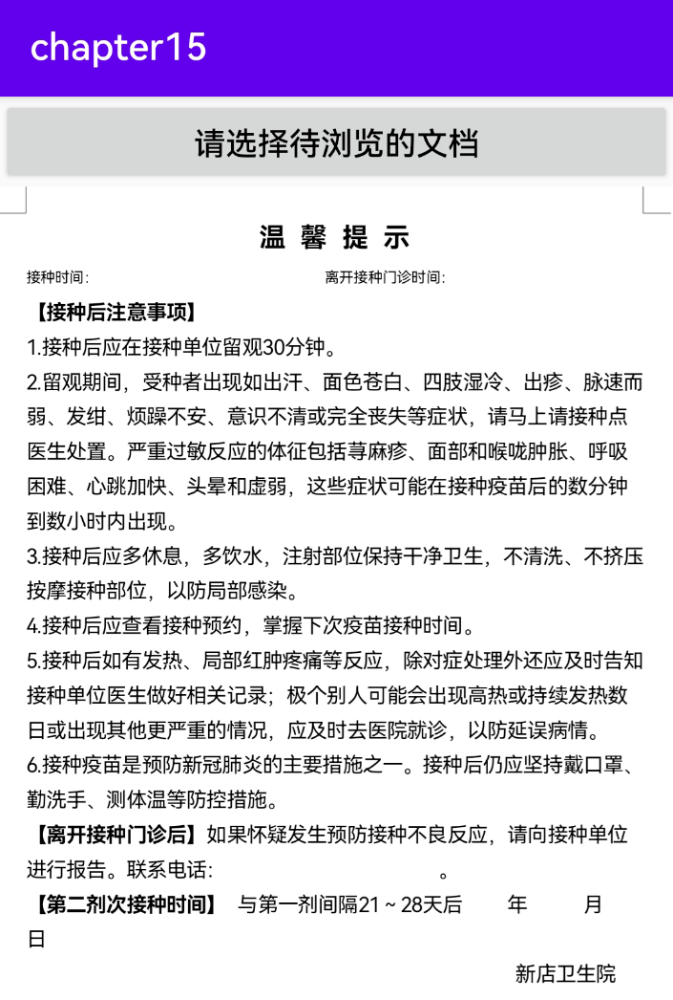 chapter15
请选择待浏览的文档
温 馨 提 示
接种时间： 离开接种门诊时间：
【接种后注意事项】
1.接种后应在接种单位留观30分钟。
2.留观期间，受种者出现如出汗、面色苍白、四肢湿冷、出疹、脉速而
弱、发绀、烦躁不安、意识不清或完全丧失等症状，请马上请接种点
医生处置。严重过敏反应的体征包括荨麻疹、面部和喉咙肿胀、呼吸
困难、心跳加快、头晕和虚弱，这些症状可能在接种疫苗后的数分钟
到数小时内出现。
3.接种后应多休息，多饮水，注射部位保持干净卫生，不清洗、不挤压
按摩接种部位，以防局部感染。
4.接种后应查看接种预约，掌握下次疫苗接种时间。
5.接种后如有发热、局部红肿疼痛等反应，除对症处理外还应及时告知
接种单位医生做好相关记录；极个别人可能会出现高热或持续发热数
日或出现其他更严重的情况，应及时去医院就诊，以防延误病情。
6.接种疫苗是预防新冠肺炎的主要措施之一。接种后仍应坚持戴口罩、
勤洗手、测体温等防控措施。
【离开接种门诊后】如果怀疑发生预防接种不良反应，请向接种单位
进行报告。联系电话： 。
【第二剂次接种时间】 与第一剂间隔21～28天后 年 月
日
新店卫生院